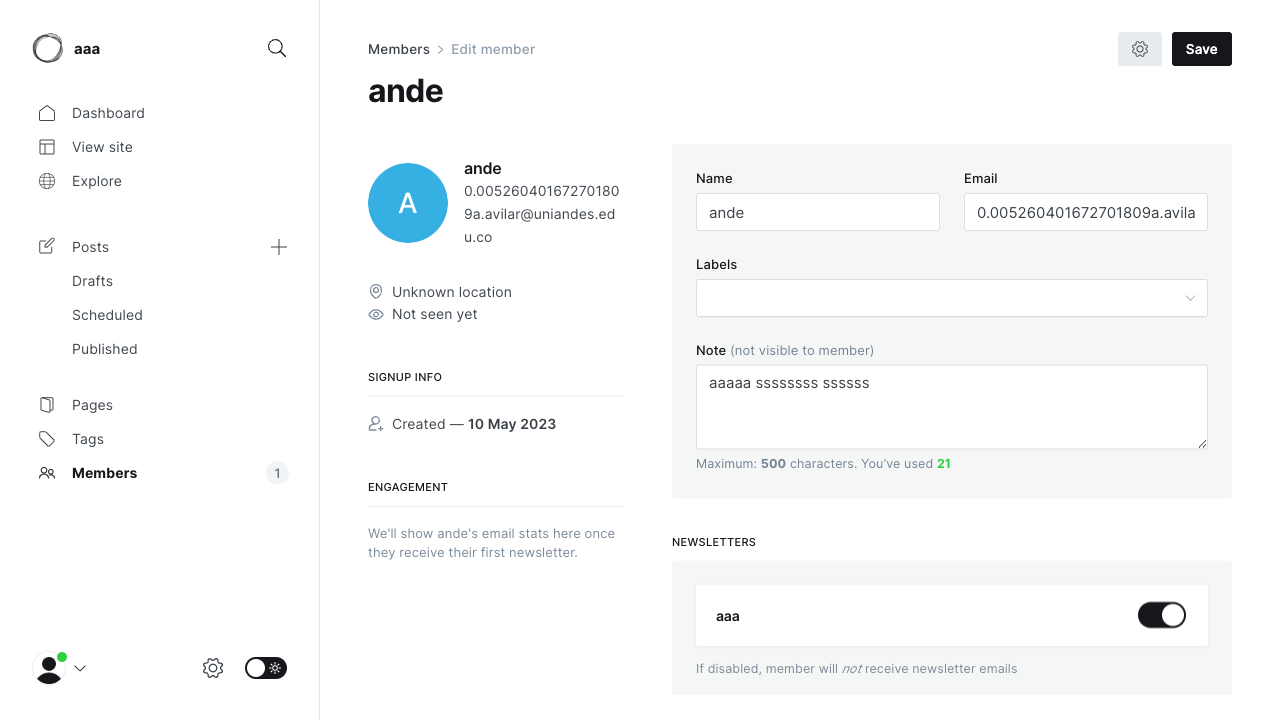 aaa
Dashboard
View site
Explore
Posts
Drafts
Scheduled
Published
Pages
Tags
Members 1
Members Edit member
ande
Save
A
ande
0.00526040167270180
9a.avilar@uniandes.ed
u.co
Unknown location
Not seen yet
SIGNUP INFO
Created — 10 May 2023
ENGAGEMENT
We'll show ande's email stats here once
they receive their first newsletter.
Name Email
ande 0.005260401672701809a.avila
Labels
Note (not visible to member)
aaaaa ssssssss ssssss
Maximum: 500 characters. You've used 21
NEWSLETTERS
aaa
If disabled, member will not receive newsletter emails